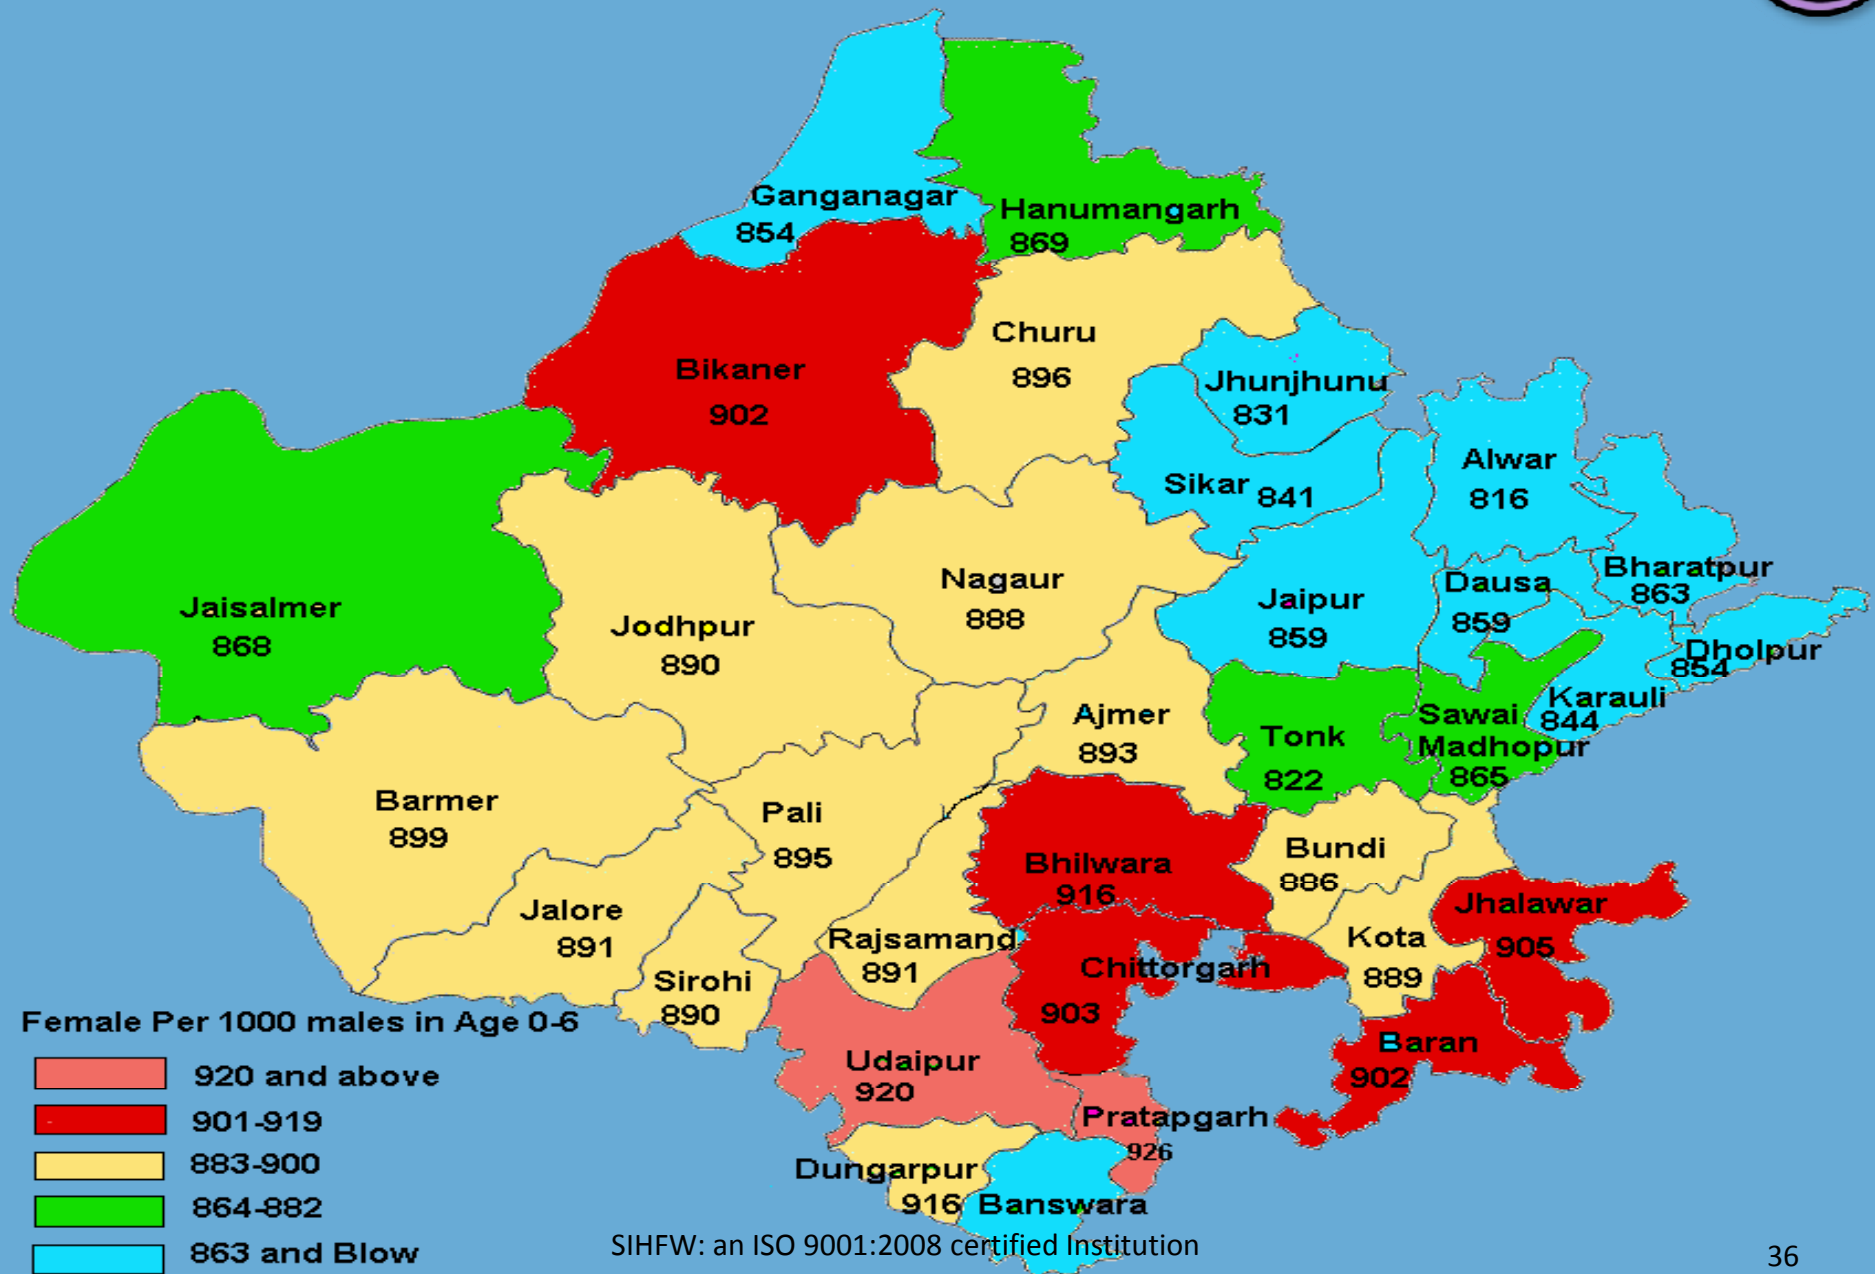 Ganganagar
854
Hanumangarh
869
Churu
896
Bikaner
902
Jhunjhunu
831
Sikar 841
Alwar
816
Bharatpur
863
Dausa
859
Jaipur
859
Nagaur
888
Jaisalmer
868
Jodhpur
890
Dholpur
854
Karauli
844
Sawai
Madhopur
865
Tonk
822
Ajmer
893
Barmer
899
Pali
895
Bundi
886
Bhilwara
916
Jhalawar
905
Jalore
891
Rajsamand
891
Kota
889
Chittorgarh
903
Sirohi
890
Baran
902
Udaipur
920
Pratapgarh
926
Dungarpur
916
Banswara
Female Per 1000 males in Age 0-6
920 and above
901-919
883-900
864-882
863 and Blow
SIHFW: an ISO 9001:2008 certified Institution
36